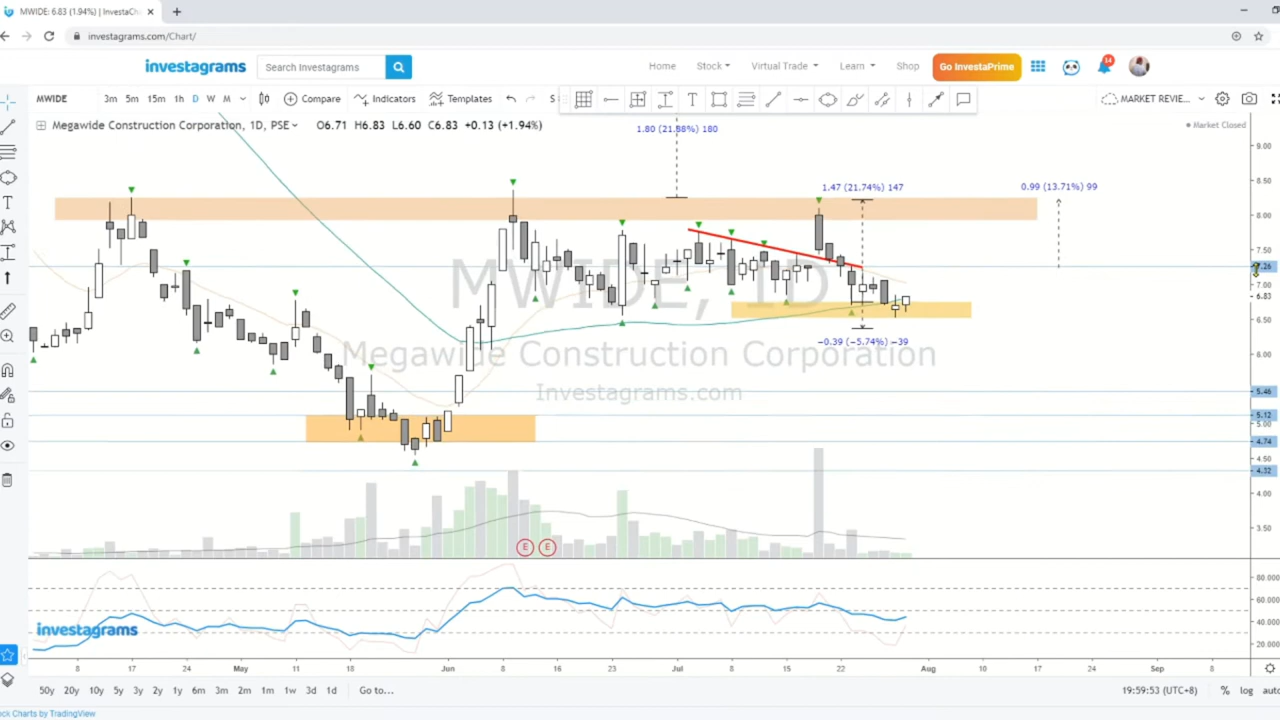 MWIDE: 6.83 (1.94%) | InvestaCh
investagrams.com/Chart/
investagrams
Search Investagrams
Home Stock Virtual Trade Learn Shop Go InvestaPrime 14
MWIDE 3m 5m 15m 1h D W M Compare Indicators Templates S T MARKET REVIE...
Megawide Construction Corporation, 1D, PSE O6.71 H6.83 L6.60 C6.83 +0.13 (+1.94%)
Market Closed
1.80 (21.88%) 180
1.47 (21.74%) 147
0.99 (13.71%) 99
−0.39 (−5.74%) −39
MWIDE, 1D
Megawide Construction Corporation
Investagrams.com
9.00
8.50
8.00
7.50
7.26
7.00
6.83
6.50
6.00
5.46
5.12
5.00
4.74
4.50
4.32
4.00
3.50
E E
80.000
60.000
40.000
20.000
investagrams
8 17 24 May 11 18 Jun 8 16 23 Jul 8 15 22 Aug 10 17 24 Sep 8
50y 20y 10y 5y 3y 2y 1y 6m 3m 2m 1m 1w 3d 1d Go to... 19:59:53 (UTC+8) % log auto
ock Charts by TradingView